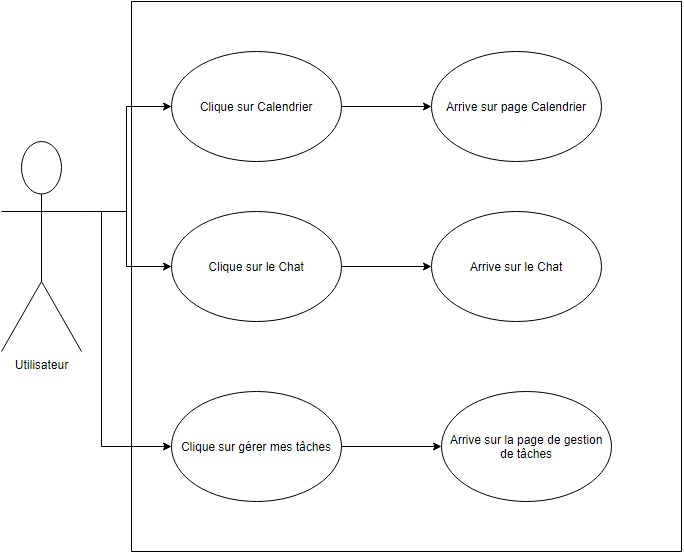 Clique sur Calendrier
Arrive sur page Calendrier
Clique sur le Chat
Arrive sur le Chat
Utilisateur
Clique sur gérer mes tâches
Arrive sur la page de gestion
de tâches